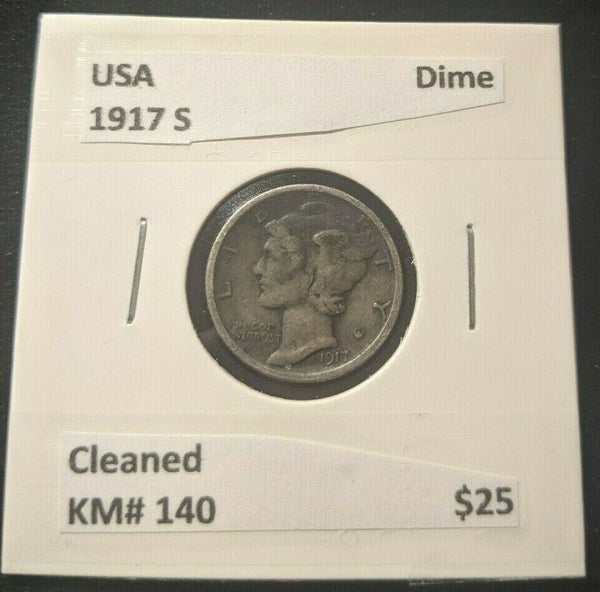 USA Dime
1917 S
LIBERTY
IN GOD
WE TRUST
1917
Cleaned
KM# 140 $25